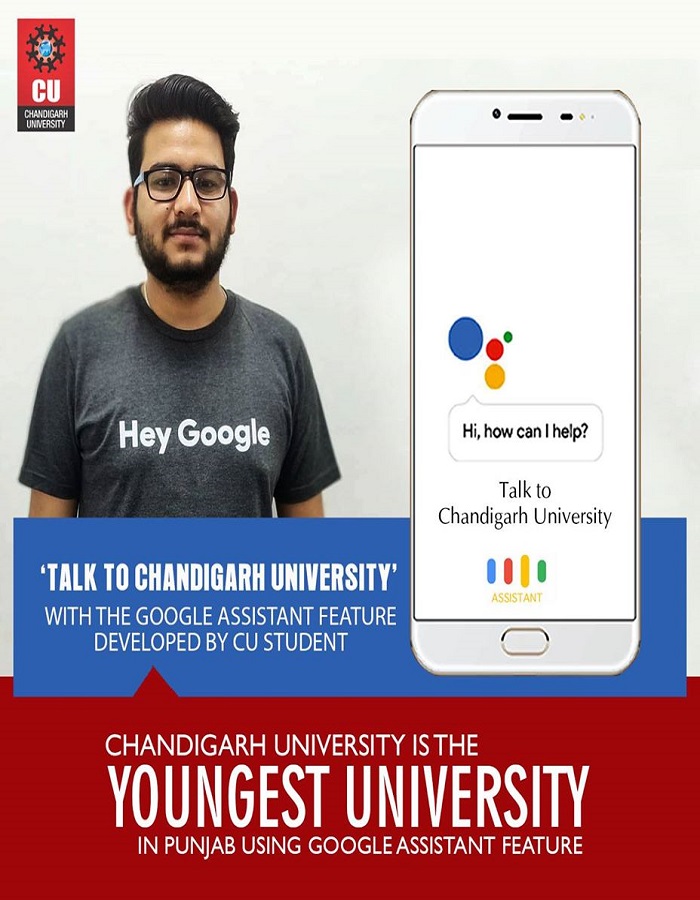 CU
CHANDIGARH
UNIVERSITY
Hey Google
Hi, how can I help?
Talk to
Chandigarh University
ASSISTANT
'TALK TO CHANDIGARH UNIVERSITY'
WITH THE GOOGLE ASSISTANT FEATURE
DEVELOPED BY CU STUDENT
CHANDIGARH UNIVERSITY IS THE
YOUNGEST UNIVERSITY
IN PUNJAB USING GOOGLE ASSISTANT FEATURE